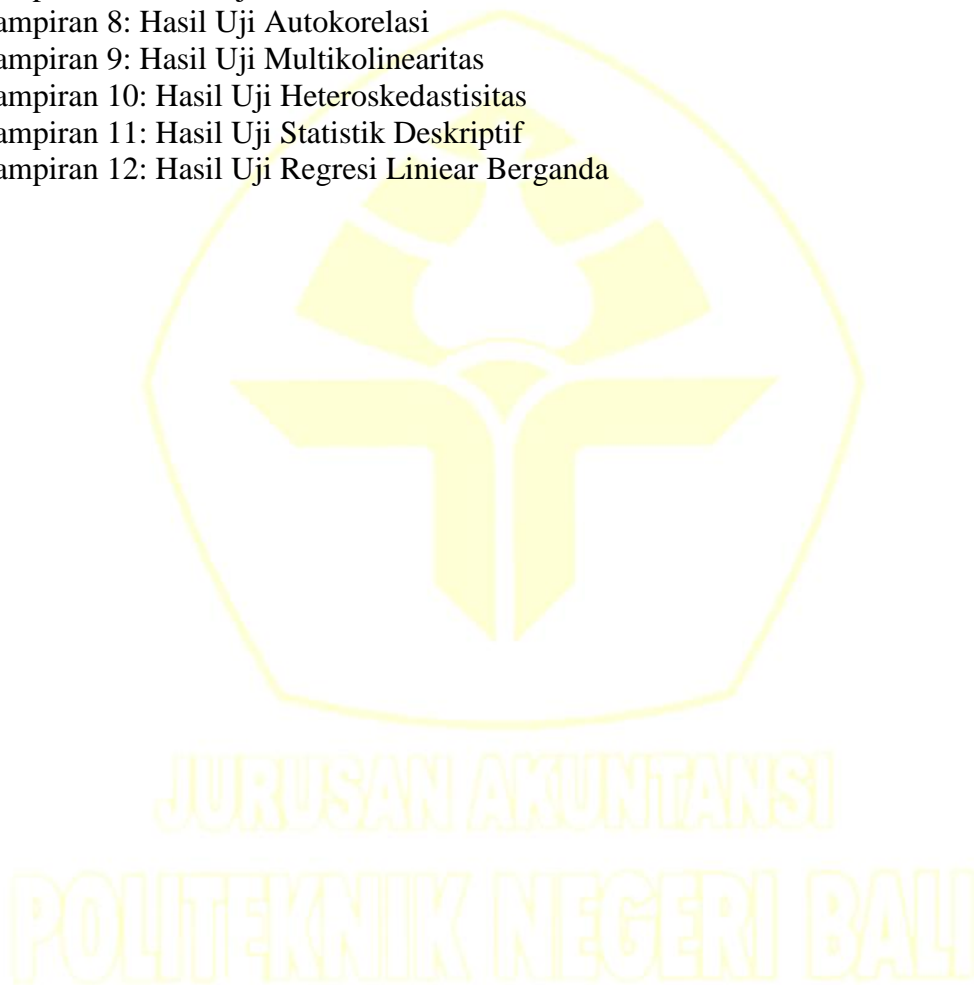 ampiran 8: Hasil Uji Autokorelasi
ampiran 9: Hasil Uji Multikolinearitas
ampiran 10: Hasil Uji Heteroskedastisitas
ampiran 11: Hasil Uji Statistik Deskriptif
ampiran 12: Hasil Uji Regresi Liniear Berganda
JURUSAN AKUNTANSI
POLITEKNIK NEGERI BALI